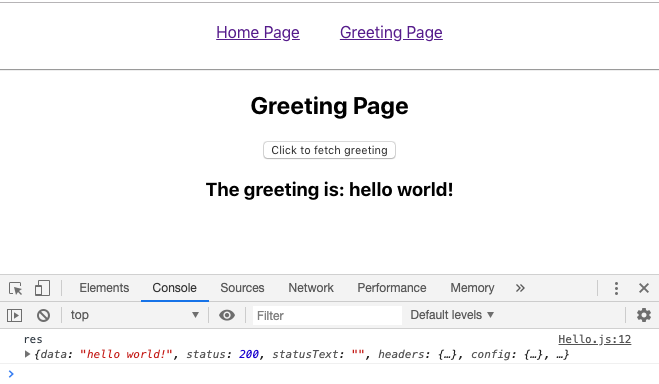 Home Page Greeting Page
Greeting Page
Click to fetch greeting
The greeting is: hello world!
Elements Console Sources Network Performance Memory »
top ▼ Filter Default levels ▼
res Hello.js:12
▶ {data: "hello world!", status: 200, statusText: "", headers: {…}, config: {…}, …}
>